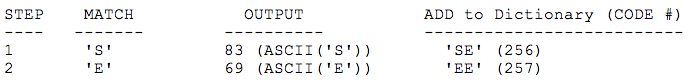 STEP MATCH OUTPUT ADD to Dictionary (CODE #)
---- ------- ---------- --------------------------
1 'S' 83 (ASCII('S')) 'SE' (256)
2 'E' 69 (ASCII('E')) 'EE' (257)